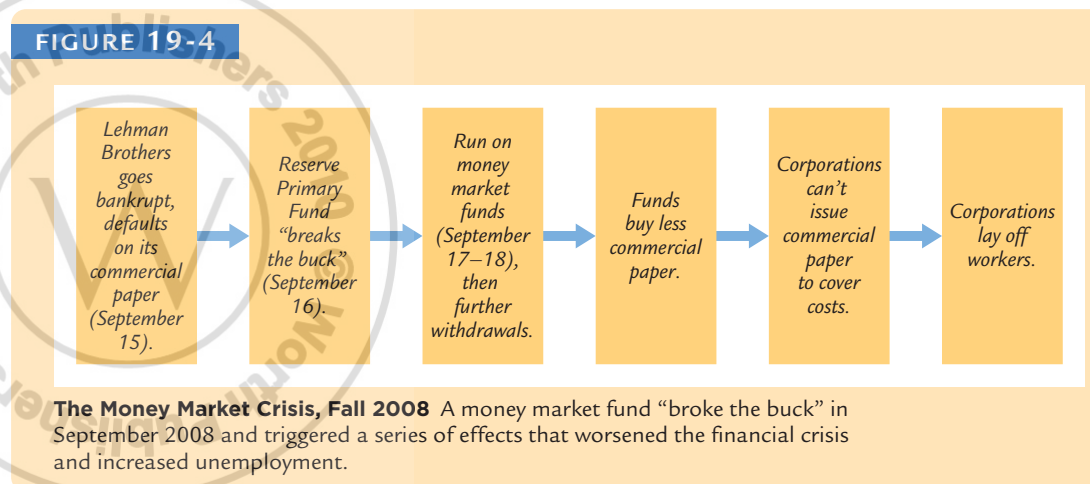 FIGURE 19-4
Lehman
Brothers
goes
bankrupt,
defaults
on its
commercial
paper
(September
15).
Reserve
Primary
Fund
“breaks
the buck”
(September
16).
Run on
money
market
funds
(September
17–18),
then
further
withdrawals.
Funds
buy less
commercial
paper.
Corporations
can’t
issue
commercial
paper
to cover
costs.
Corporations
lay off
workers.
The Money Market Crisis, Fall 2008 A money market fund “broke the buck” in
September 2008 and triggered a series of effects that worsened the financial crisis
and increased unemployment.
Publishers 2010 © Worth Publishers
W